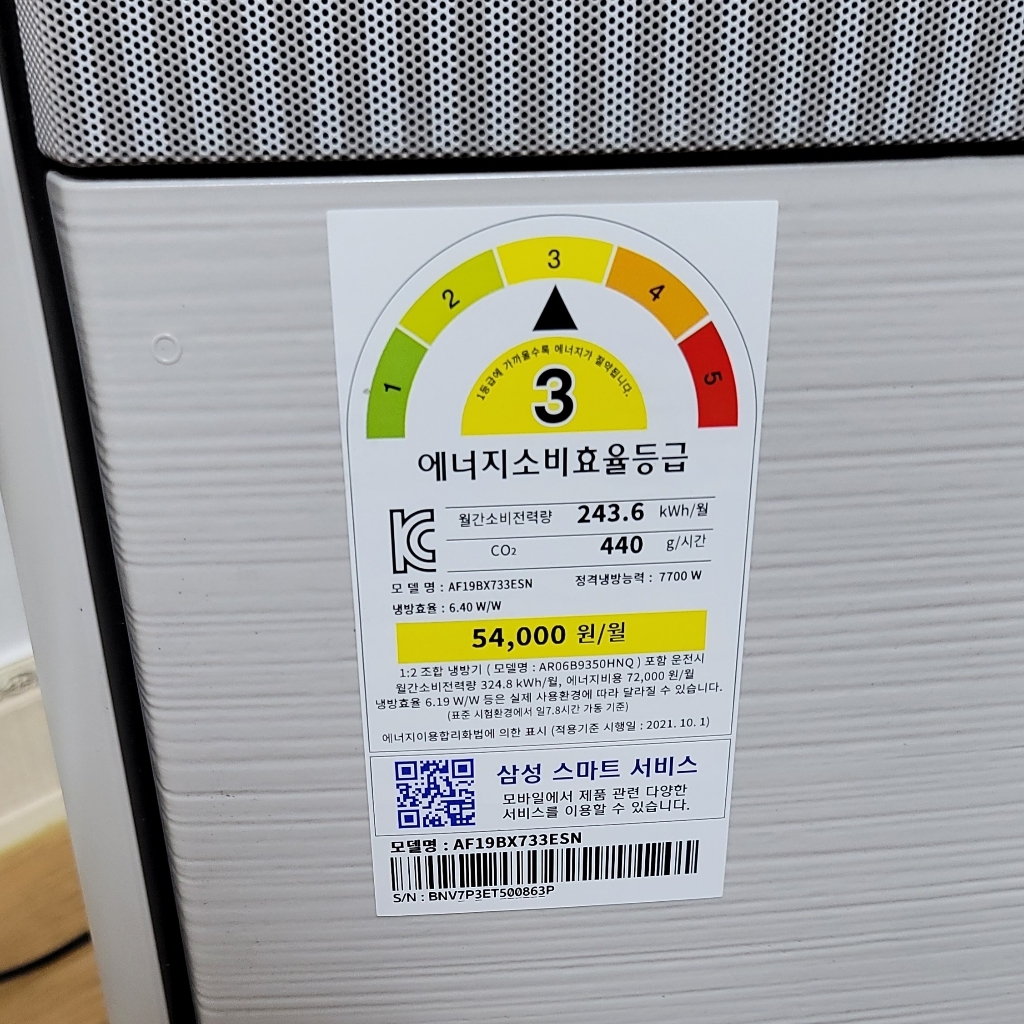 1
2
3
4
5
1등급에 가까울수록 에너지가 절약됩니다.
3
에너지소비효율등급
월간소비전력량 243.6 kWh/월
CO₂ 440 g/시간
모 델 명 : AF19BX733ESN 정격냉방능력 : 7700 W
냉방효율 : 6.40 W/W
54,000 원/월
1:2 조합 냉방기 ( 모델명 : AR06B9350HNQ ) 포함 운전시
월간소비전력량 324.8 kWh/월, 에너지비용 72,000 원/월
냉방효율 6.19 W/W 등은 실제 사용환경에 따라 달라질 수 있습니다.
(표준 시험환경에서 일7.8시간 가동 기준)
에너지이용합리화법에 의한 표시 (적용기준 시행일 : 2021. 10. 1)
삼성 스마트 서비스
모바일에서 제품 관련 다양한
서비스를 이용할 수 있습니다.
모델명 : AF19BX733ESN
S/N : BNV7P3ET500863P